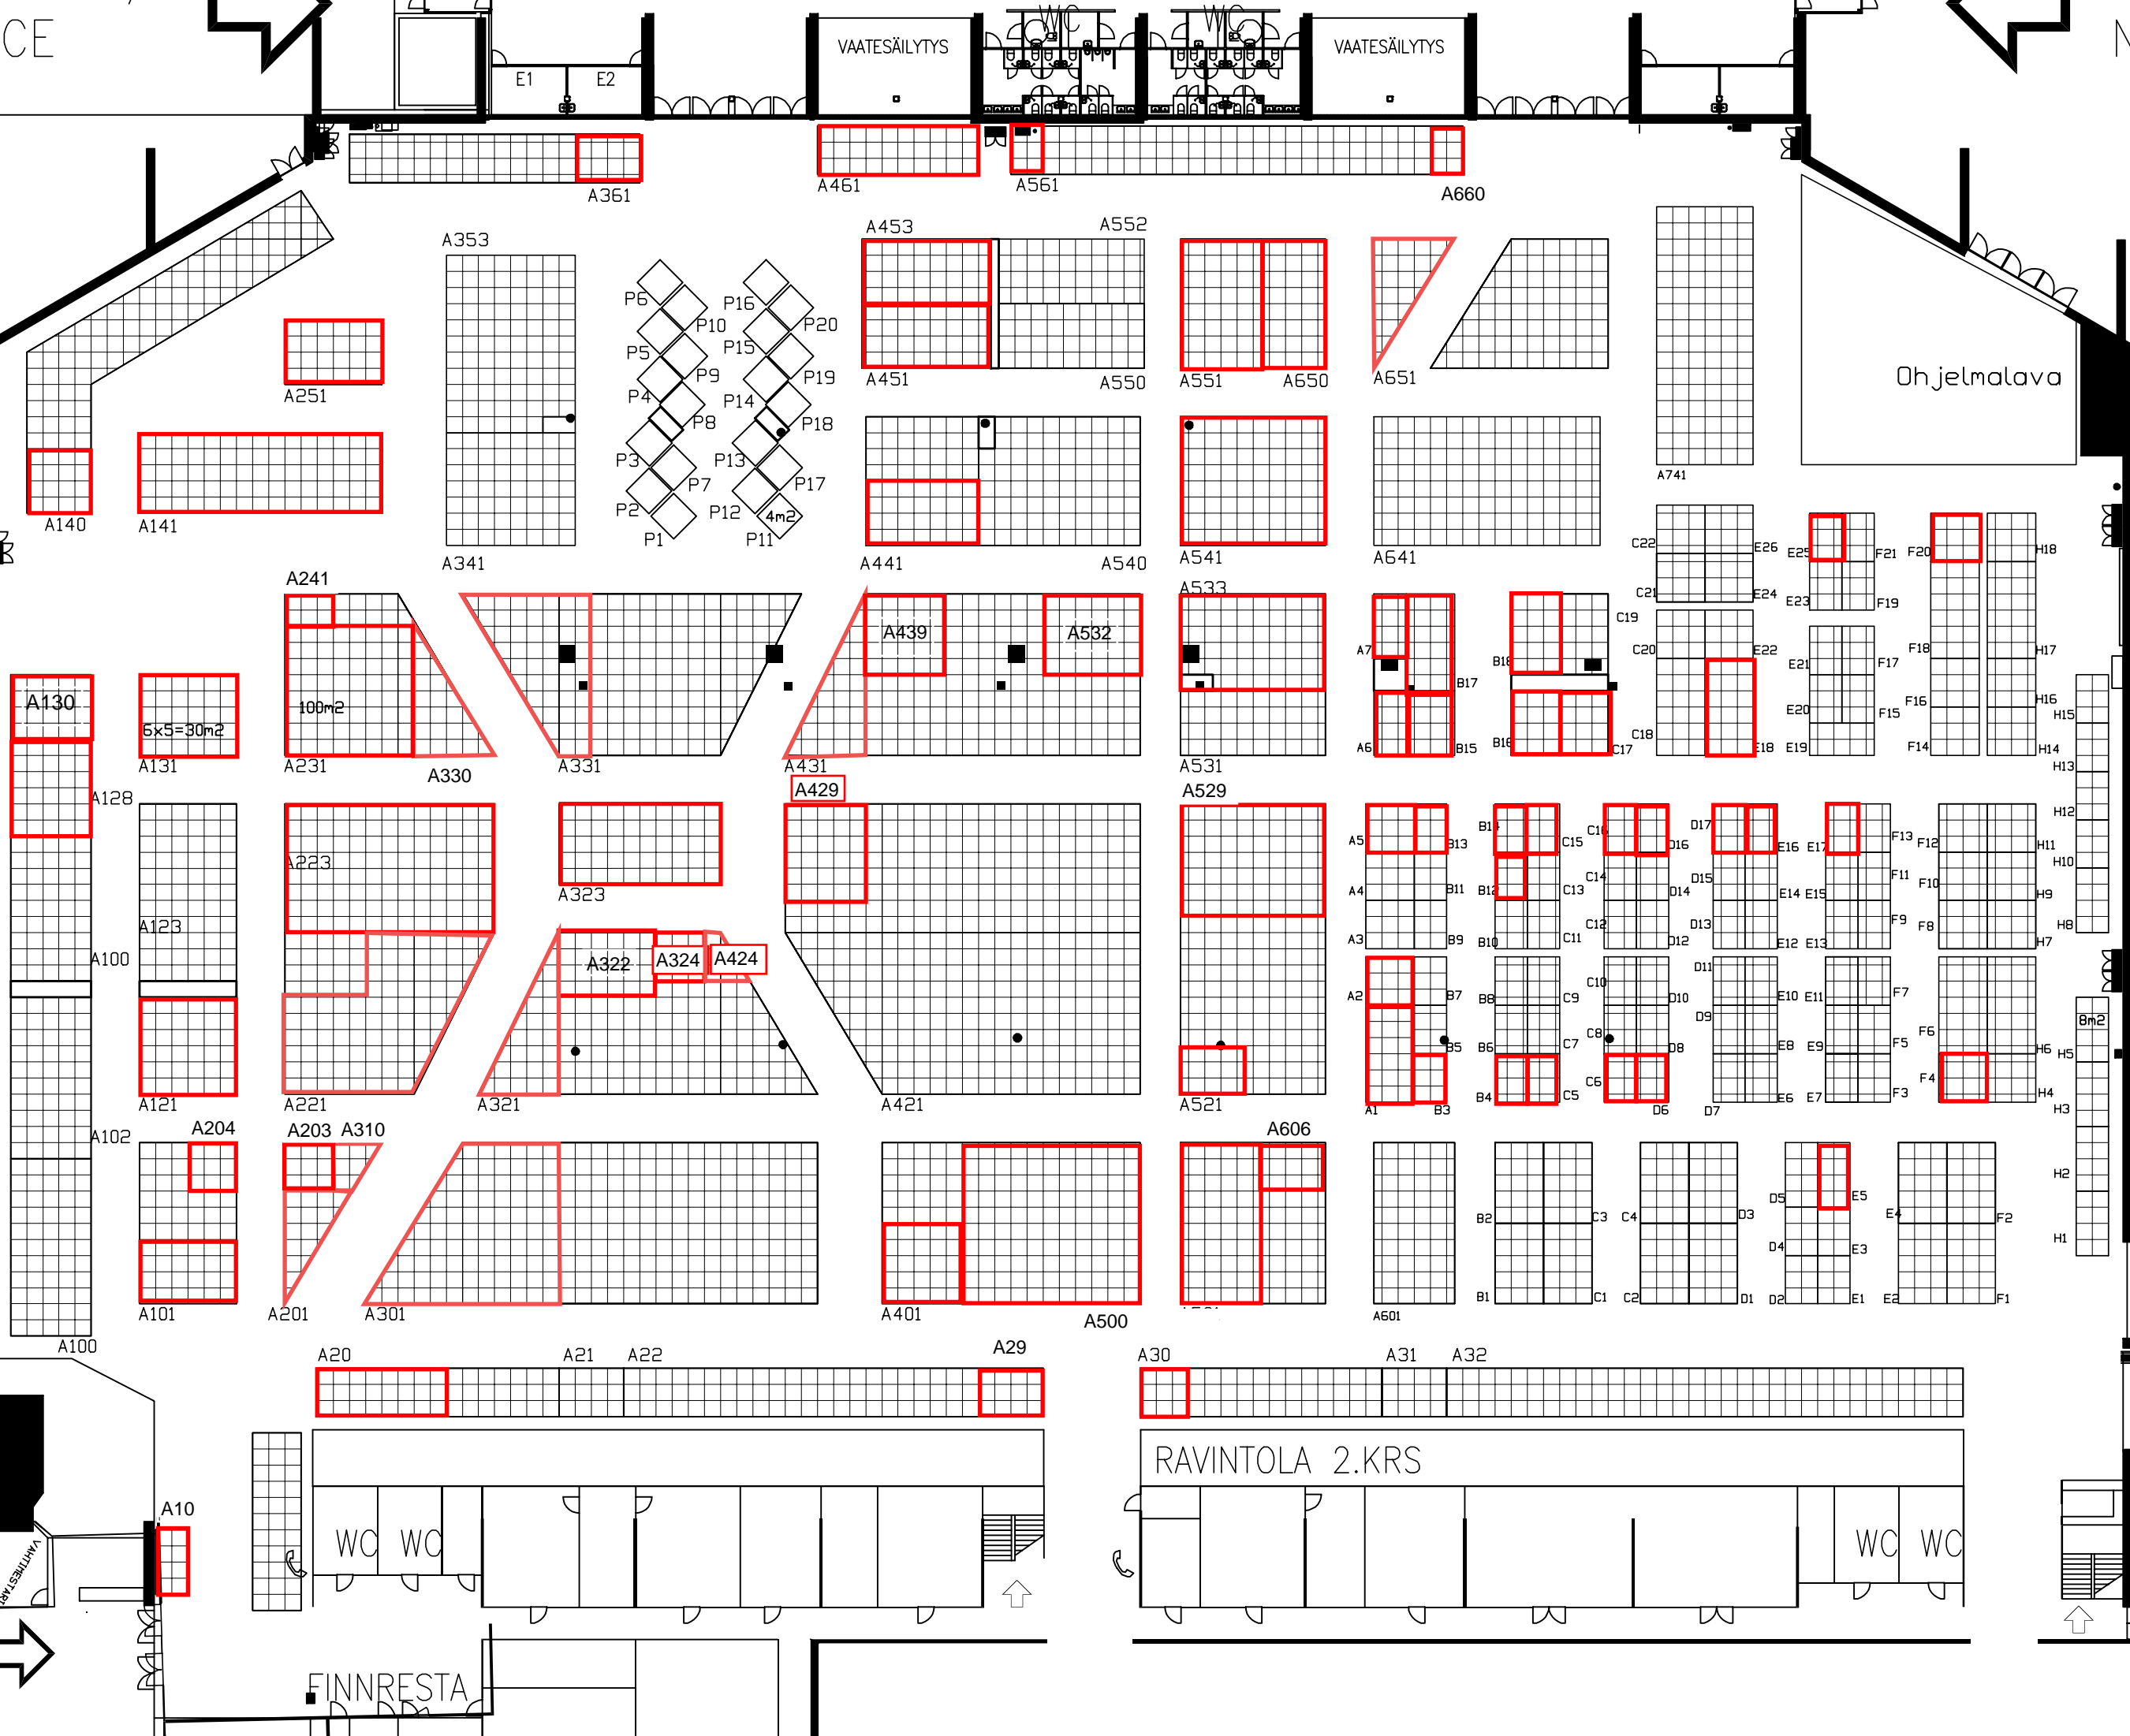 CE
WC
WC
VAATESÄILYTYS
VAATESÄILYTYS
E1
E2
A361
A461
A561
A660
A353
A453
A552
P6
P16
P10
P20
P5
P15
P9
P19
P4
P14
P8
P18
P3
P13
P7
P17
P2
P12
4m2
P1
P11
A251
A451
A550
A551
A650
A651
Ohjelmalava
A741
A140
A141
A341
A441
A540
A541
A641
C22
E26
E25
F21
F20
H18
C21
E24
E23
F19
A241
A533
C19
A439
A532
A7
B18
C20
E22
E21
F17
F18
H17
B17
A130
100m2
6x5=30m2
E20
F15
F16
H16
H15
A6
B15
B16
C17
C18
E18
E19
F14
H14
A131
A231
A330
A331
A431
A531
H13
A128
A429
A529
H12
A5
B13
B14
C15
C16
D16
D17
E16
E17
F13
F12
H11
A223
A323
H10
A4
B11
B12
C13
C14
D14
D15
E14
E15
F11
F10
H9
A123
A3
B9
B10
C11
C12
D12
D13
E12
E13
F9
F8
H7
H8
A100
A322
A324
A424
A2
B7
B8
C9
C10
D10
D11
E10
E11
F7
8m2
B5
B6
C7
C8
D8
D9
E8
E9
F5
F6
H6
H5
A121
A221
A321
A421
A521
A1
B3
B4
C5
C6
D6
D7
E6
E7
F3
F4
H4
H3
A102
A204
A203
A310
A606
H2
B2
C3
C4
D3
D5
E5
E4
F2
D4
E3
H1
A101
A201
A301
A401
A500
A601
B1
C1
C2
D1
D2
E1
E2
F1
A100
A20
A21
A22
A29
A30
A31
A32
RAVINTOLA 2.KRS
A10
WC
WC
WC
WC
FINNRESTA